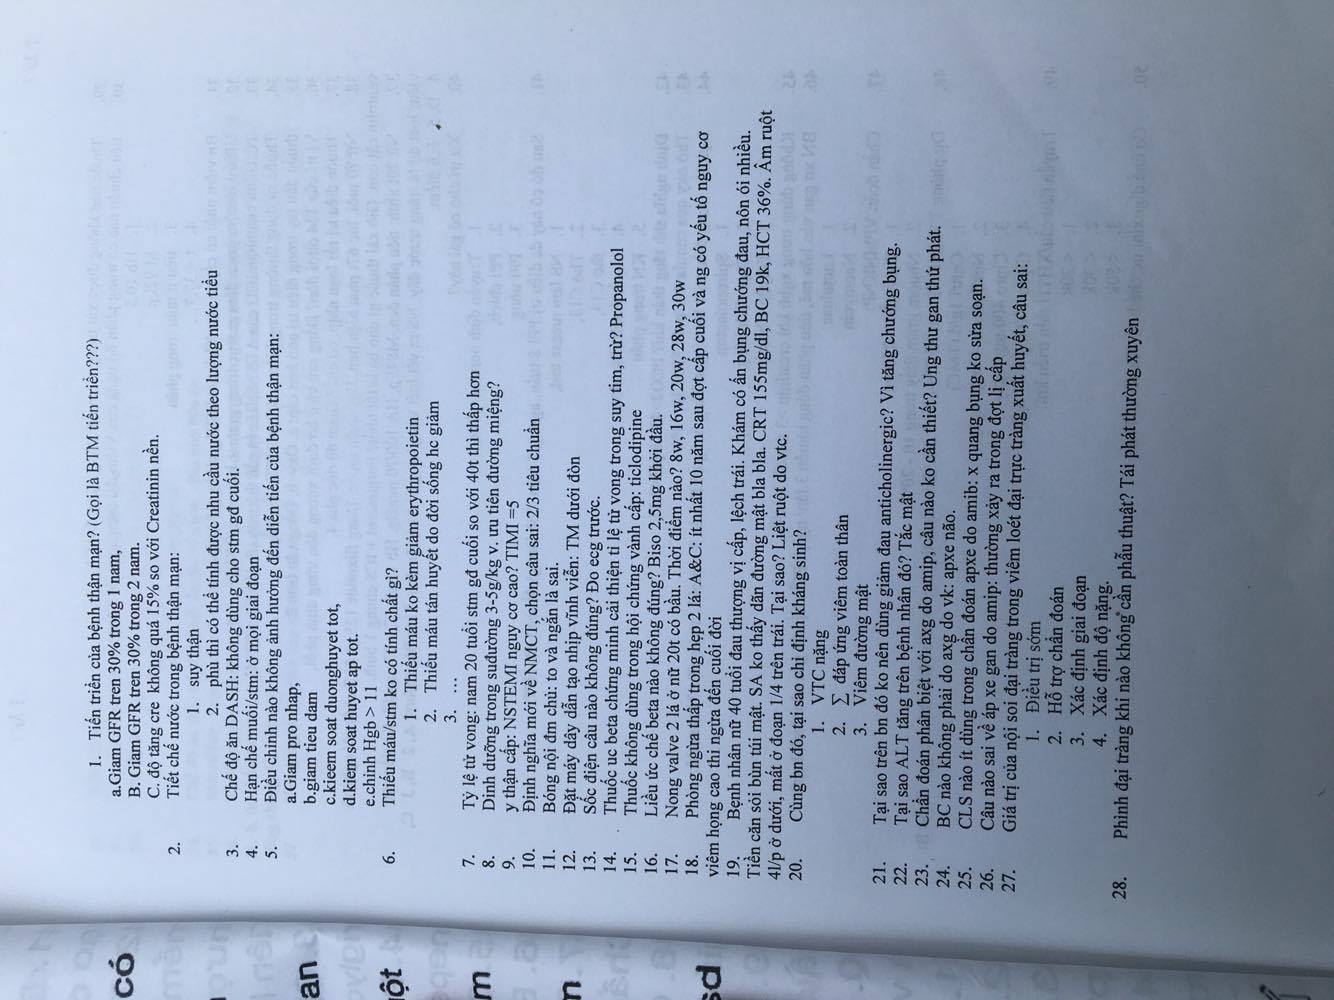 1. Tiến triển của bệnh thận mạn? (Gọi là BTM tiến triển???)
a.Giam GFR tren 30% trong 1 nam,
B. Giam GFR tren 30% trong 2 nam.
C. độ tăng cre không quá 15% so với Creatinin nền.
2. Tiết chế nước trong bệnh thận mạn:
1. suy thận
2. phù thì có thể tính được nhu cầu nước theo lượng nước tiểu
3. Chế độ ăn DASH: không dùng cho stm gđ cuối.
4. Hạn chế muối/stm: ở mọi giai đoạn
5. Điều chỉnh nào không ảnh hưởng đến diễn tiến của bệnh thận mạn:
a.Giam pro nhap,
b.giam tieu dam
c.kieem soat duonghuyet tot,
d.kiem soat huyet ap tot.
e.chinh Hgb > 11
6. Thiếu máu/stm ko có tính chất gì?
1. Thiếu máu ko kèm giảm erythropoietin
2. Thiếu máu tán huyết do đời sống hc giảm
3. ...
7. Tỷ lệ tử vong: nam 20 tuổi stm gđ cuối so với 40t thì thấp hơn
8. Dinh dưỡng trong suđường 3-5g/kg v. ưu tiên đường miệng?
9. y thận cấp: NSTEMI nguy cơ cao? TIMI =5
10. Định nghĩa mới về NMCT, chọn câu sai: 2/3 tiêu chuẩn
11. Bóng nội đm chủ: to và ngắn là sai.
12. Đặt máy dây dẫn tạo nhịp vĩnh viễn: TM dưới đòn
13. Sốc điện câu nào không đúng? Đo ecg trước.
14. Thuốc uc beta chứng minh cải thiện tỉ lệ tử vong trong suy tim, trừ? Propanolol
15. Thuốc không dùng trong hội chứng vành cấp: ticlodipine
16. Liều ức chế beta nào không đúng? Biso 2,5mg khởi đầu.
17. Nong valve 2 lá ở nữ 20t có bầu. Thời điểm nào? 8w, 16w, 20w, 28w, 30w
18. Phòng ngừa thấp trong hẹp 2 lá: A&C: ít nhất 10 năm sau đợt cấp cuối và ng có yếu tố nguy cơ
viêm họng cao thi ngừa đến cuối đời
19. Bệnh nhân nữ 40 tuổi đau thượng vị cấp, lệch trái. Khám có ấn bụng chướng đau, nôn ói nhiều.
Tiền căn sỏi bùn túi mật. SA ko thấy dãn đường mật bla bla. CRT 155mg/dl, BC 19k, HCT 36%. Âm ruột
4l/p ở dưới, mất ở đoạn 1/4 trên trái. Tại sao? Liệt ruột do vtc.
20. Cùng bn đó, tại sao chỉ định kháng sinh?
1. VTC nặng
2. ∑ đáp ứng viêm toàn thân
3. Viêm đường mật
21. Tại sao trên bn đó ko nên dùng giảm đau anticholinergic? Vì tăng chướng bụng.
22. Tại sao ALT tăng trên bệnh nhân đó? Tắc mật
23. Chẩn đoán phân biệt với axg do amip, câu nào ko cần thiết? Ung thư gan thứ phát.
24. BC nào không phải do axg do vk: apxe não.
25. CLS nào ít dùng trong chẩn đoán apxe do amib: x quang bụng ko sửa soạn.
26. Câu nào sai về áp xe gan do amip: thường xảy ra trong đợt lị cấp
27. Giá trị của nội soi đại tràng trong viêm loét đại trực tràng xuất huyết, câu sai:
1. Điều trị sớm
2. Hỗ trợ chẩn đoán
3. Xác định giai đoạn
4. Xác định độ nặng.
28. Phình đại tràng khi nào không cần phẫu thuật? Tái phát thường xuyên
có
an
ột
m
n
sd